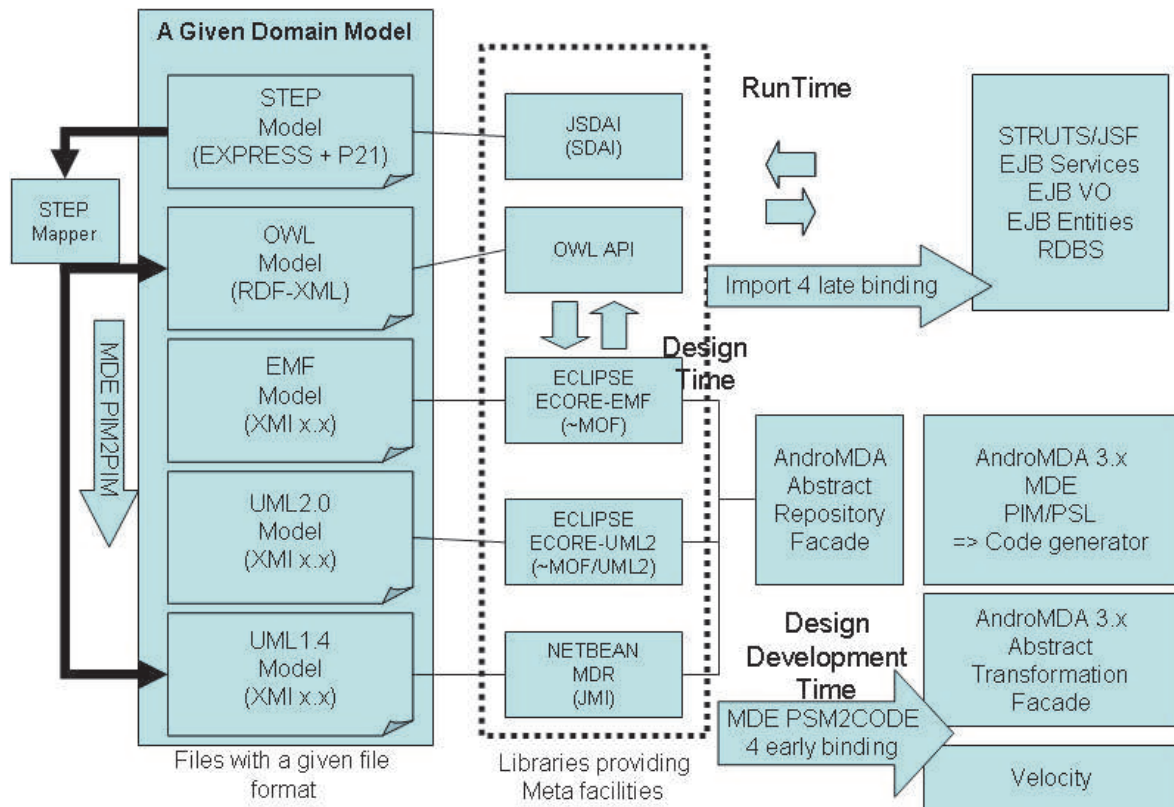 A Given Domain Model
STEP
Model
(EXPRESS + P21)
OWL
Model
(RDF-XML)
EMF
Model
(XMI x.x)
UML2.0
Model
(XMI x.x)
UML1.4
Model
(XMI x.x)
Files with a given file
format
STEP
Mapper
MDE PIM2PIM
JSDAI
(SDAI)
OWL API
ECLIPSE
ECORE-EMF
(~MOF)
ECLIPSE
ECORE-UML2
(~MOF/UML2)
NETBEAN
MDR
(JMI)
Libraries providing
Meta facilities
RunTime
Import 4 late binding
Design
Time
STRUTS/JSF
EJB Services
EJB VO
EJB Entities
RDBS
AndroMDA
Abstract
Repository
Facade
AndroMDA 3.x
MDE
PIM/PSL
=> Code generator
Design
Development
Time
MDE PSM2CODE
4 early binding
AndroMDA 3.x
Abstract
Transformation
Facade
Velocity